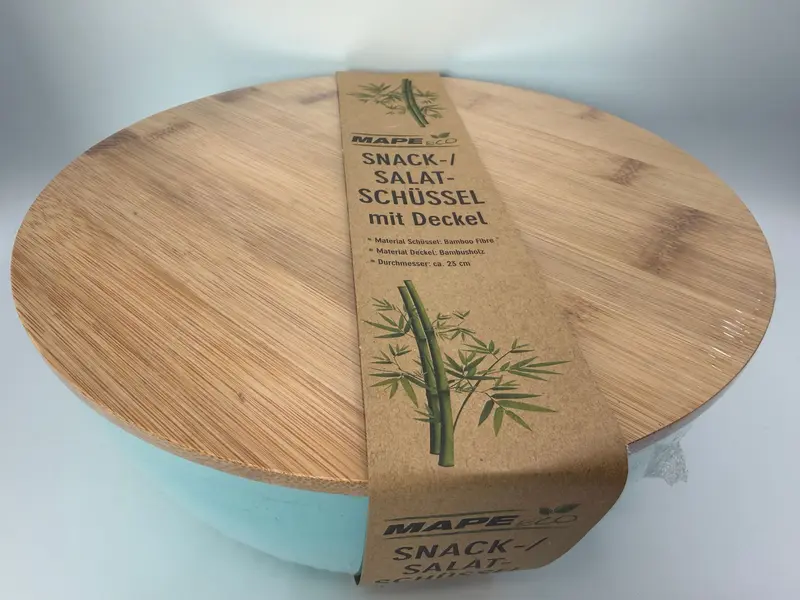 MAPE ECO
SNACK-/
SALAT-
SCHÜSSEL
mit Deckel
* Material Schüssel: Bamboo Fibre
* Material Deckel: Bambusholz
* Durchmesser: ca. 25 cm
MAPE ECO
SNACK-/
SALAT-
SCHÜSSEL